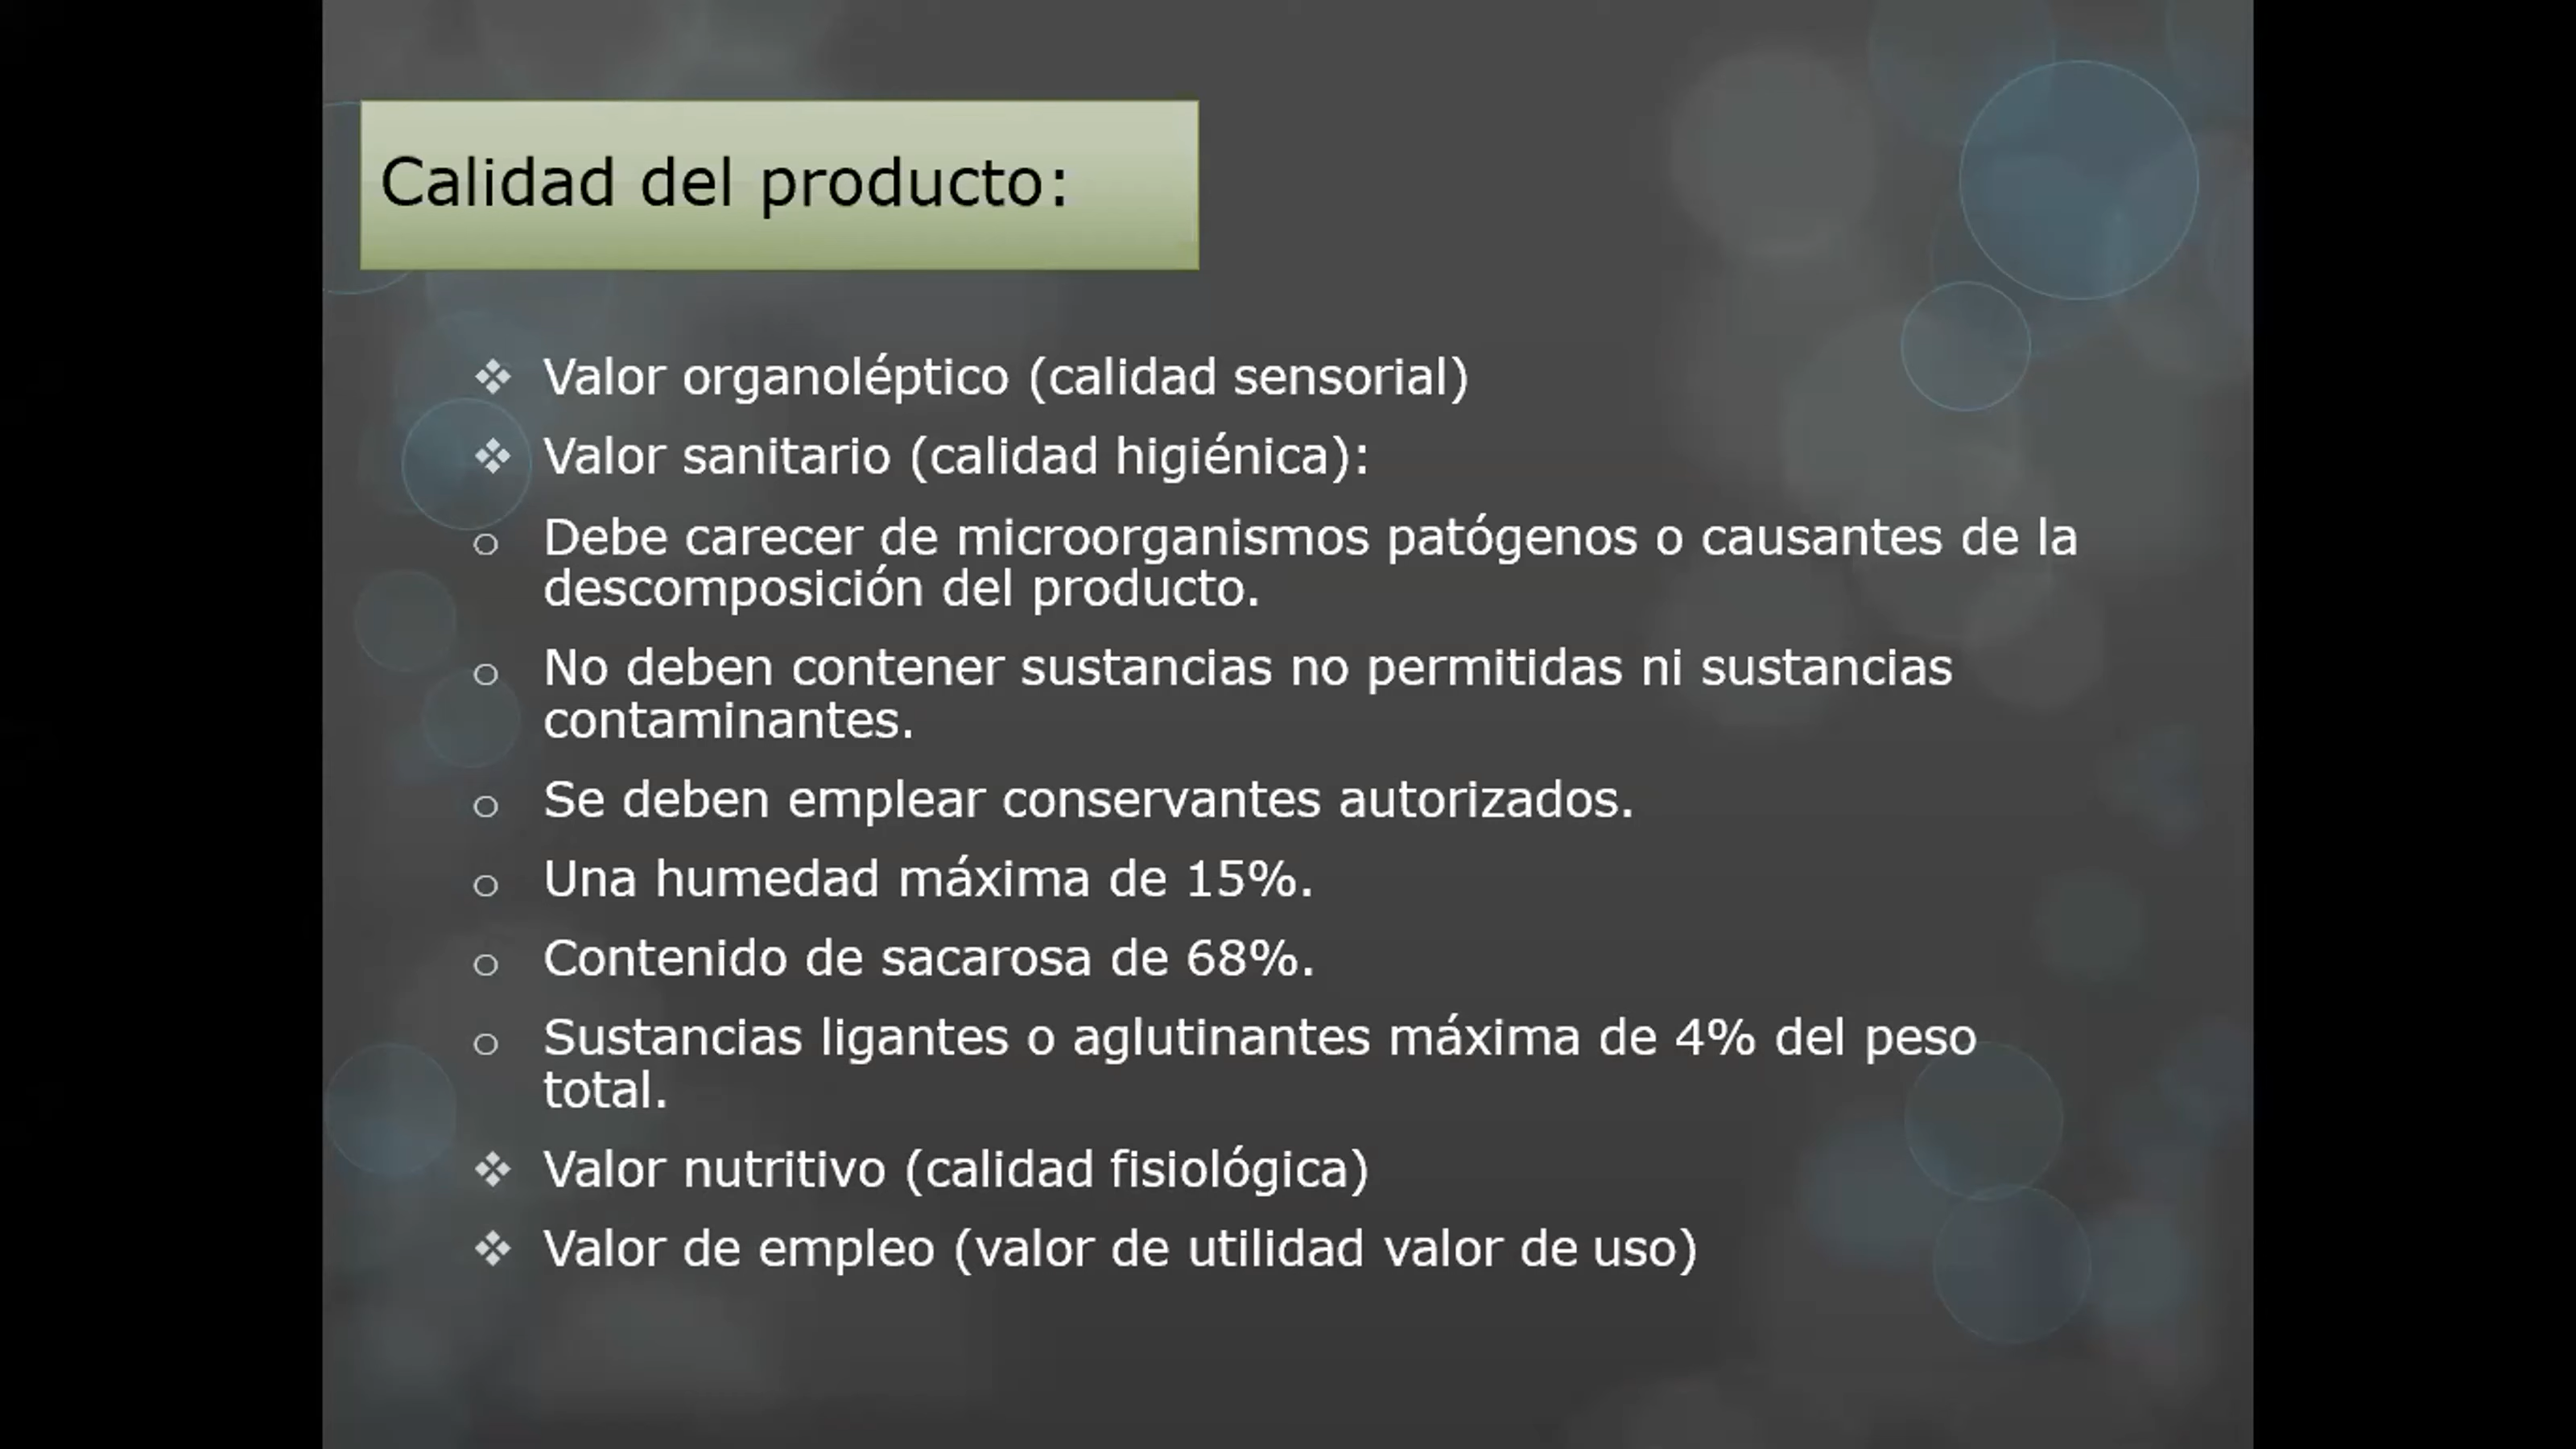 Calidad del producto:
❖ Valor organoléptico (calidad sensorial)
❖ Valor sanitario (calidad higiénica):
o Debe carecer de microorganismos patógenos o causantes de la
descomposición del producto.
o No deben contener sustancias no permitidas ni sustancias
contaminantes.
o Se deben emplear conservantes autorizados.
o Una humedad máxima de 15%.
o Contenido de sacarosa de 68%.
o Sustancias ligantes o aglutinantes máxima de 4% del peso
total.
❖ Valor nutritivo (calidad fisiológica)
❖ Valor de empleo (valor de utilidad valor de uso)